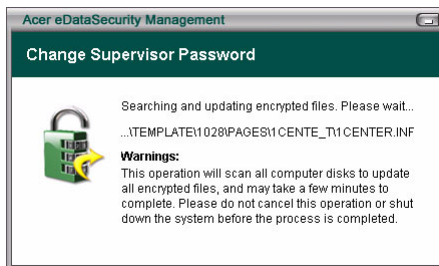 Acer eDataSecurity Management
Change Supervisor Password
Searching and updating encrypted files. Please wait...
...\TEMPLATE\1028\PAGES\1CENTE_T\1CENTER.INF
Warnings:
This operation will scan all computer disks to update
all encrypted files, and may take a few minutes to
complete. Please do not cancel this operation or shut
down the system before the process is completed.